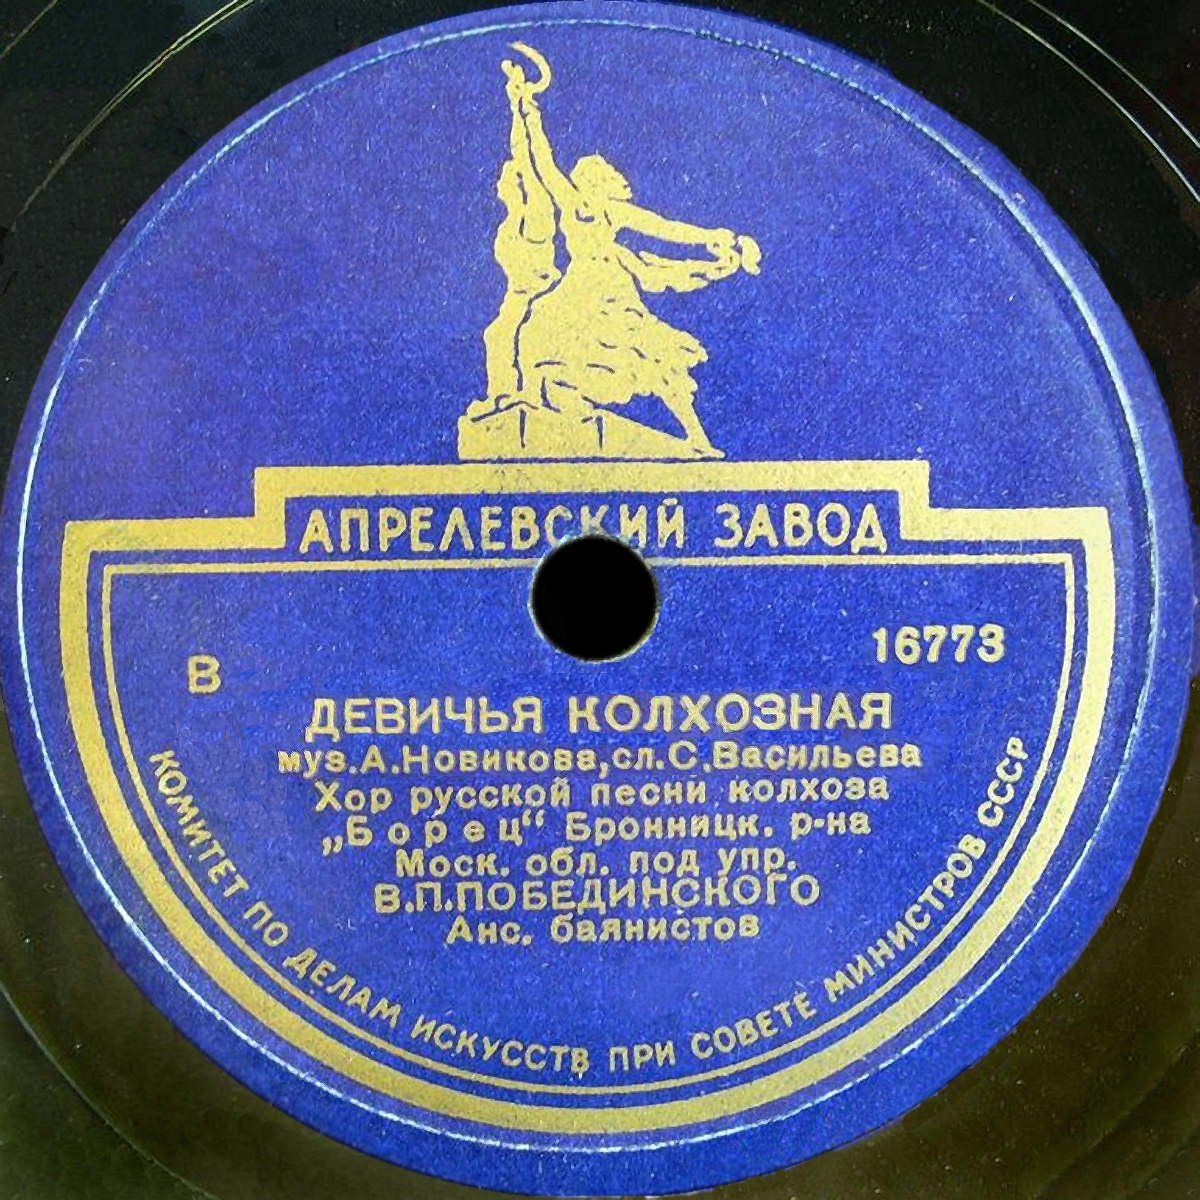 АПРЕЛЕВСКИЙ ЗАВОД
В
16773
ДЕВИЧЬЯ КОЛХОЗНАЯ
муз.А.Новикова,сл.С.Васильева
Хор русской песни колхоза
„Борец“ Бронницк. р-на
Моск. обл. под упр.
В.П.ПОБЕДИНСКОГО
Анс. баянистов
КОМИТЕТ ПО ДЕЛАМ ИСКУССТВ ПРИ СОВЕТЕ МИНИСТРОВ СССР